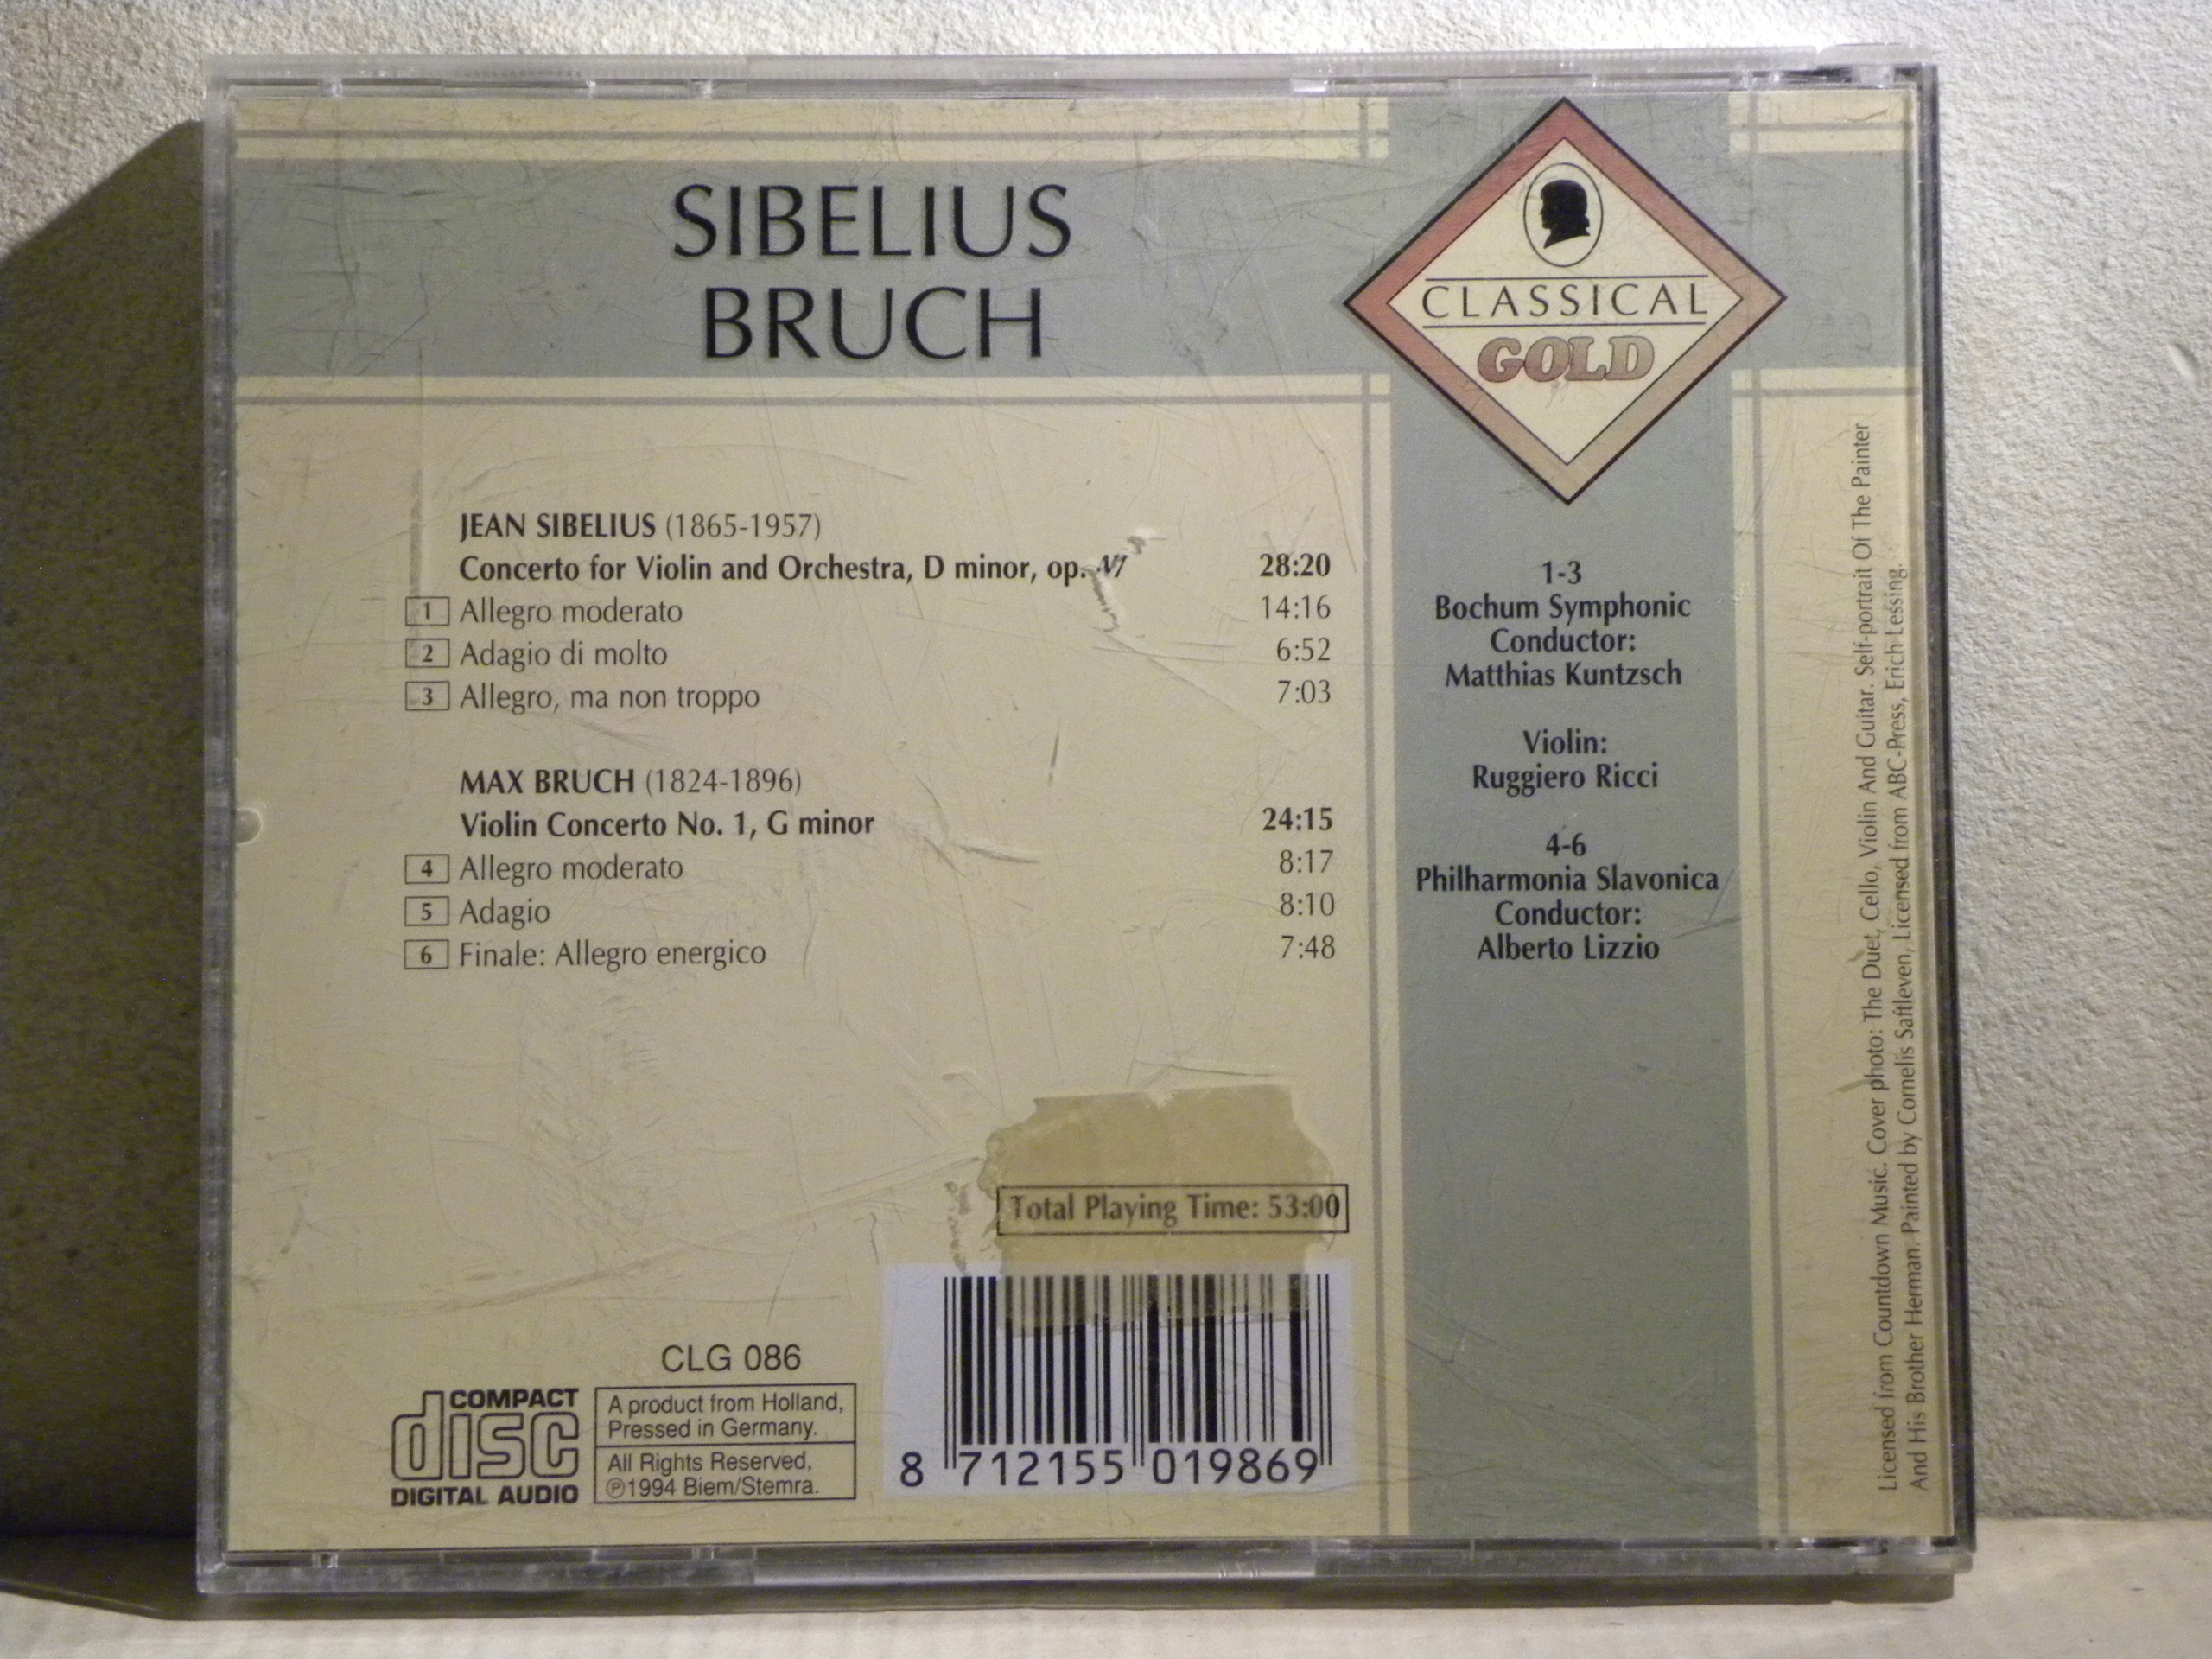 SIBELIUS
BRUCH
CLASSICAL
GOLD
JEAN SIBELIUS (1865-1957)
Concerto for Violin and Orchestra, D minor, op. 28:20
1 Allegro moderato 14:16
2 Adagio di molto 6:52
3 Allegro, ma non troppo 7:03
MAX BRUCH (1824-1896)
Violin Concerto No. 1, G minor 24:15
4 Allegro moderato 8:17
5 Adagio 8:10
6 Finale: Allegro energico 7:48
1-3
Bochum Symphonic
Conductor:
Matthias Kuntzsch
Violin:
Ruggiero Ricci
4-6
Philharmonia Slavonica
Conductor:
Alberto Lizzio
Total Playing Time: 53:00
CLG 086
COMPACT
disc
DIGITAL AUDIO
A product from Holland,
Pressed in Germany.
All Rights Reserved,
℗1994 Biem/Stemra.
8 712155 019869
Licensed from Countdown Music. Cover photo: The Duet, Cello, Violin And Guitar. Self-portrait Of The Painter
And His Brother Herman. Painted by Cornelis Saftleven, Licensed from ABC-Press, Erich Lessing.